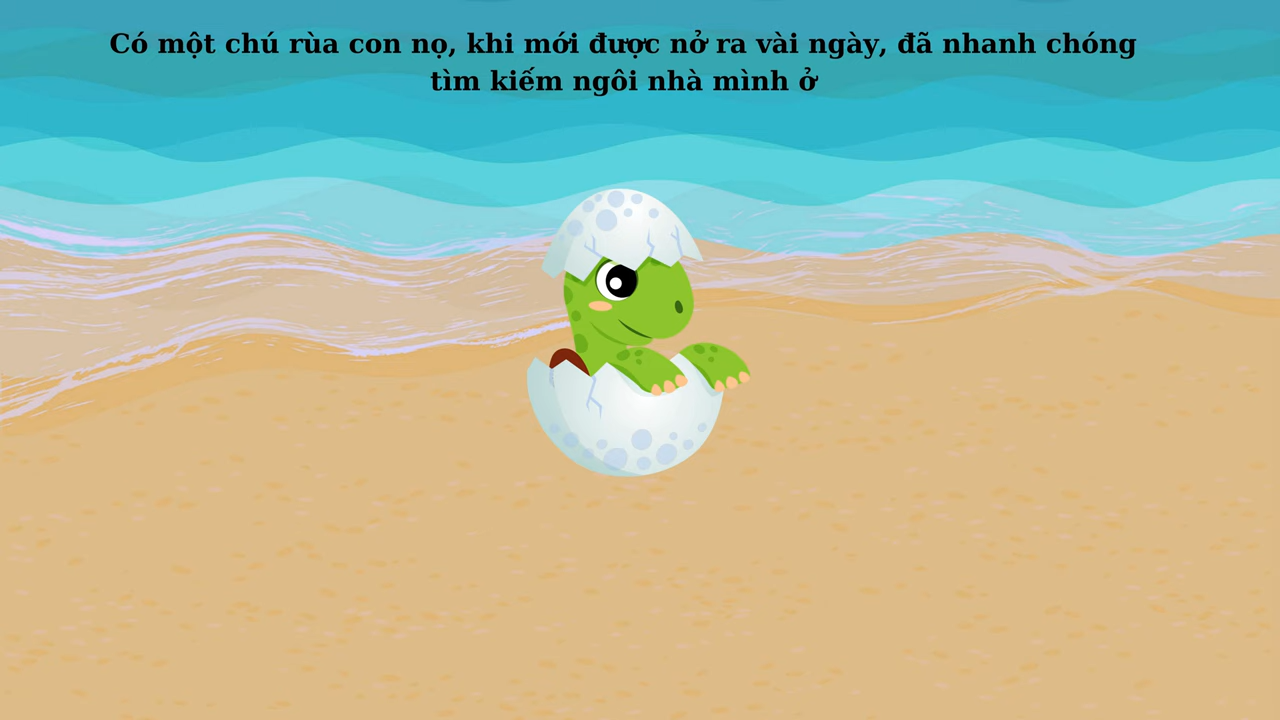 Có một chú rùa con nọ, khi mới được nở ra vài ngày, đã nhanh chóng
tìm kiếm ngôi nhà mình ở